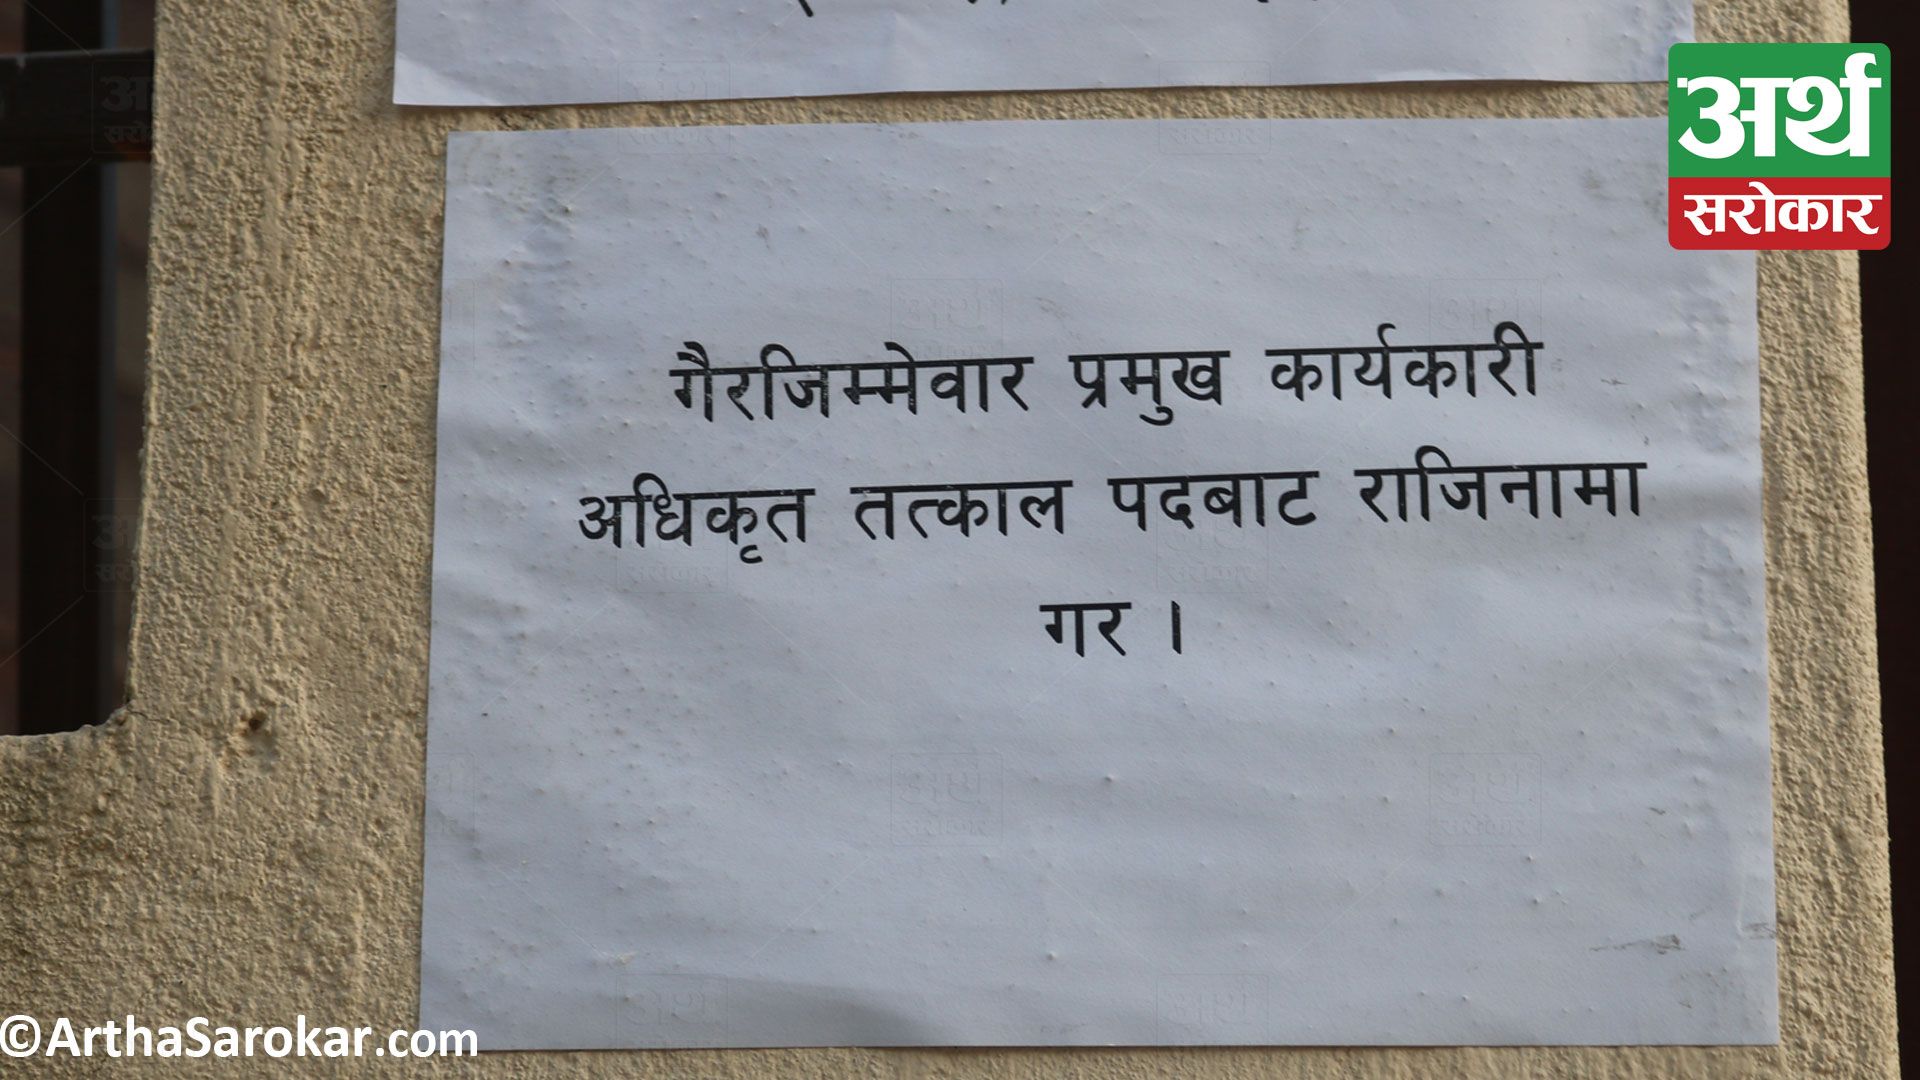 अर्थ
सरोकार
गैरजिम्मेवार प्रमुख कार्यकारी
अधिकृत तत्काल पदबाट राजिनामा
गर ।
©ArthaSarokar.com